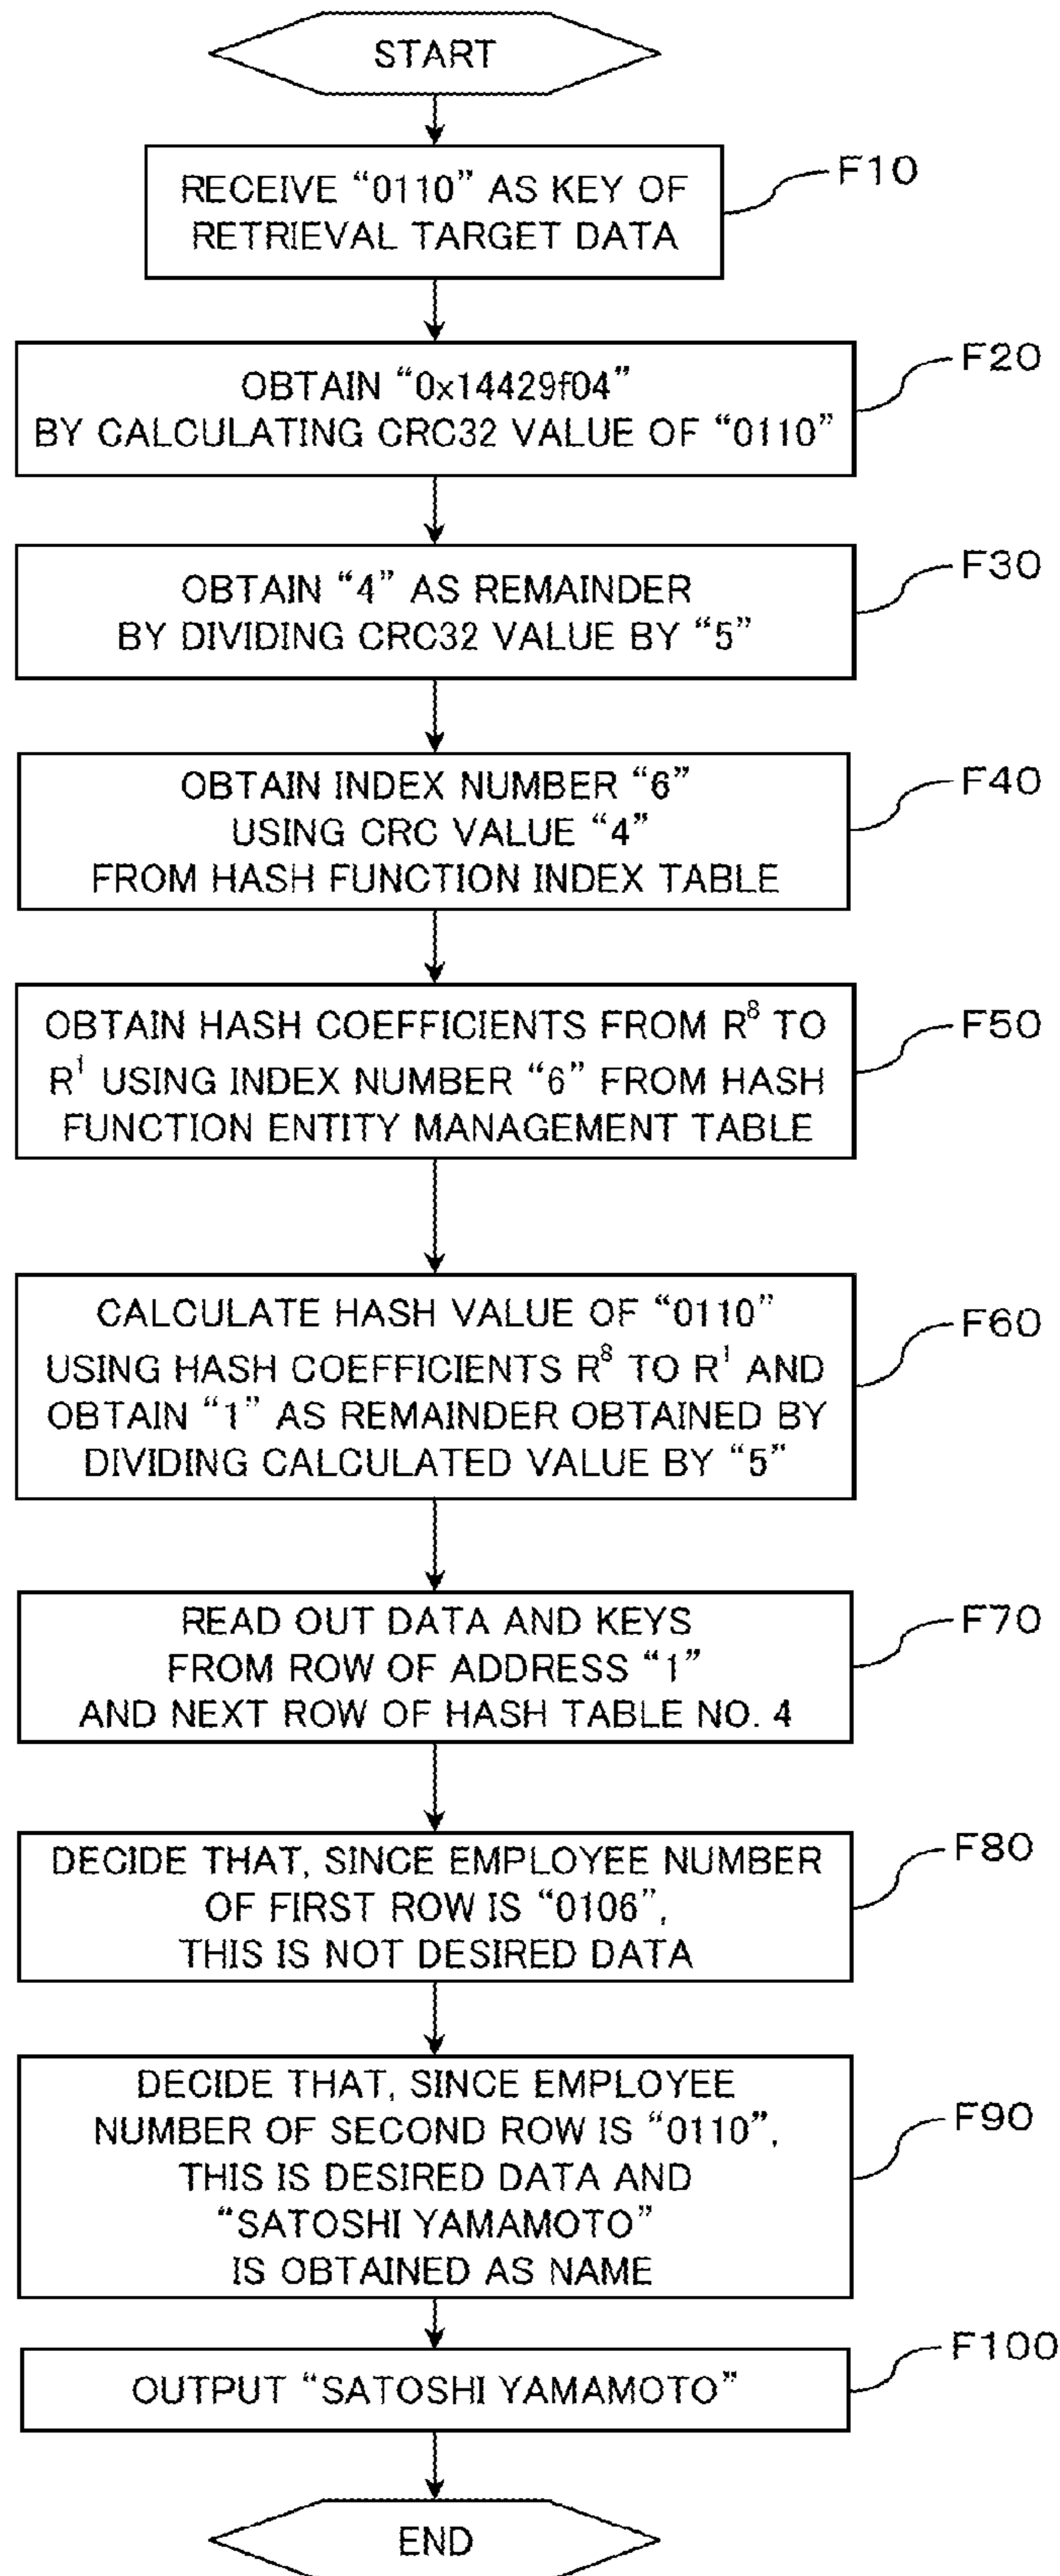 START
RECEIVE “0110” AS KEY OF
RETRIEVAL TARGET DATA
F10
OBTAIN “0x14429f04”
BY CALCULATING CRC32 VALUE OF “0110”
F20
OBTAIN “4” AS REMAINDER
BY DIVIDING CRC32 VALUE BY “5”
F30
OBTAIN INDEX NUMBER “6”
USING CRC VALUE “4”
FROM HASH FUNCTION INDEX TABLE
F40
OBTAIN HASH COEFFICIENTS FROM R⁸ TO
R¹ USING INDEX NUMBER “6” FROM HASH
FUNCTION ENTITY MANAGEMENT TABLE
F50
CALCULATE HASH VALUE OF “0110”
USING HASH COEFFICIENTS R⁸ TO R¹ AND
OBTAIN “1” AS REMAINDER OBTAINED BY
DIVIDING CALCULATED VALUE BY “5”
F60
READ OUT DATA AND KEYS
FROM ROW OF ADDRESS “1”
AND NEXT ROW OF HASH TABLE NO. 4
F70
DECIDE THAT, SINCE EMPLOYEE NUMBER
OF FIRST ROW IS “0106”,
THIS IS NOT DESIRED DATA
F80
DECIDE THAT, SINCE EMPLOYEE
NUMBER OF SECOND ROW IS “0110”,
THIS IS DESIRED DATA AND
“SATOSHI YAMAMOTO”
IS OBTAINED AS NAME
F90
OUTPUT “SATOSHI YAMAMOTO”
F100
END